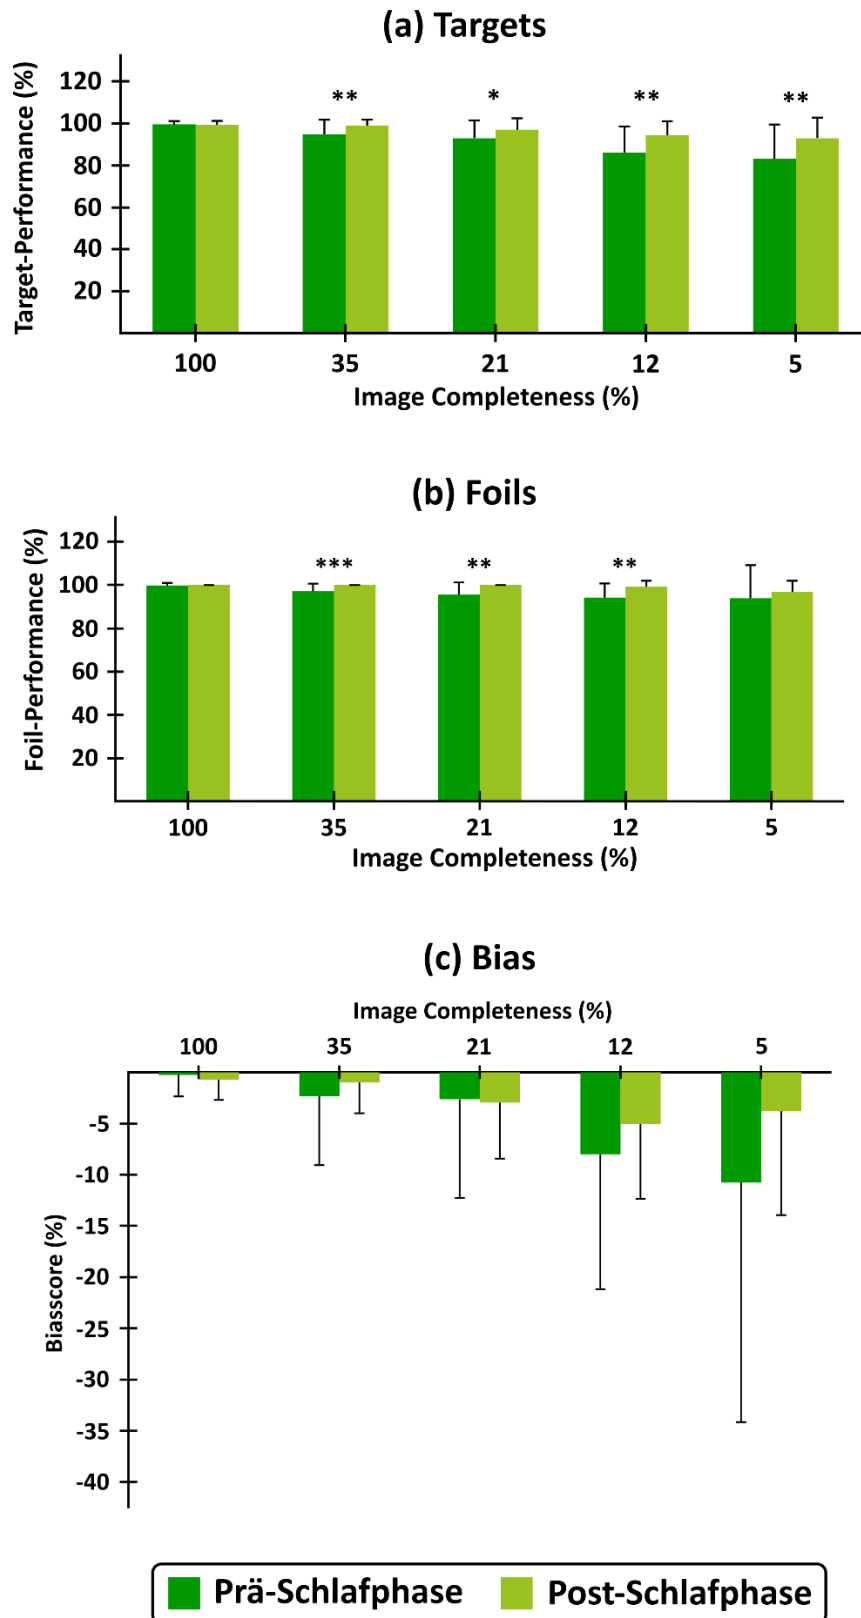 (a) Targets
Target-Performance (%)
120
100
80
60
40
20
** * ** **
100 35 21 12 5
Image Completeness (%)
(b) Foils
Foil-Performance (%)
120
100
80
60
40
20
*** ** **
100 35 21 12 5
Image Completeness (%)
(c) Bias
Image Completeness (%)
100 35 21 12 5
Biasscore (%)
-5
-10
-15
-20
-25
-30
-35
-40
Prä-Schlafphase Post-Schlafphase